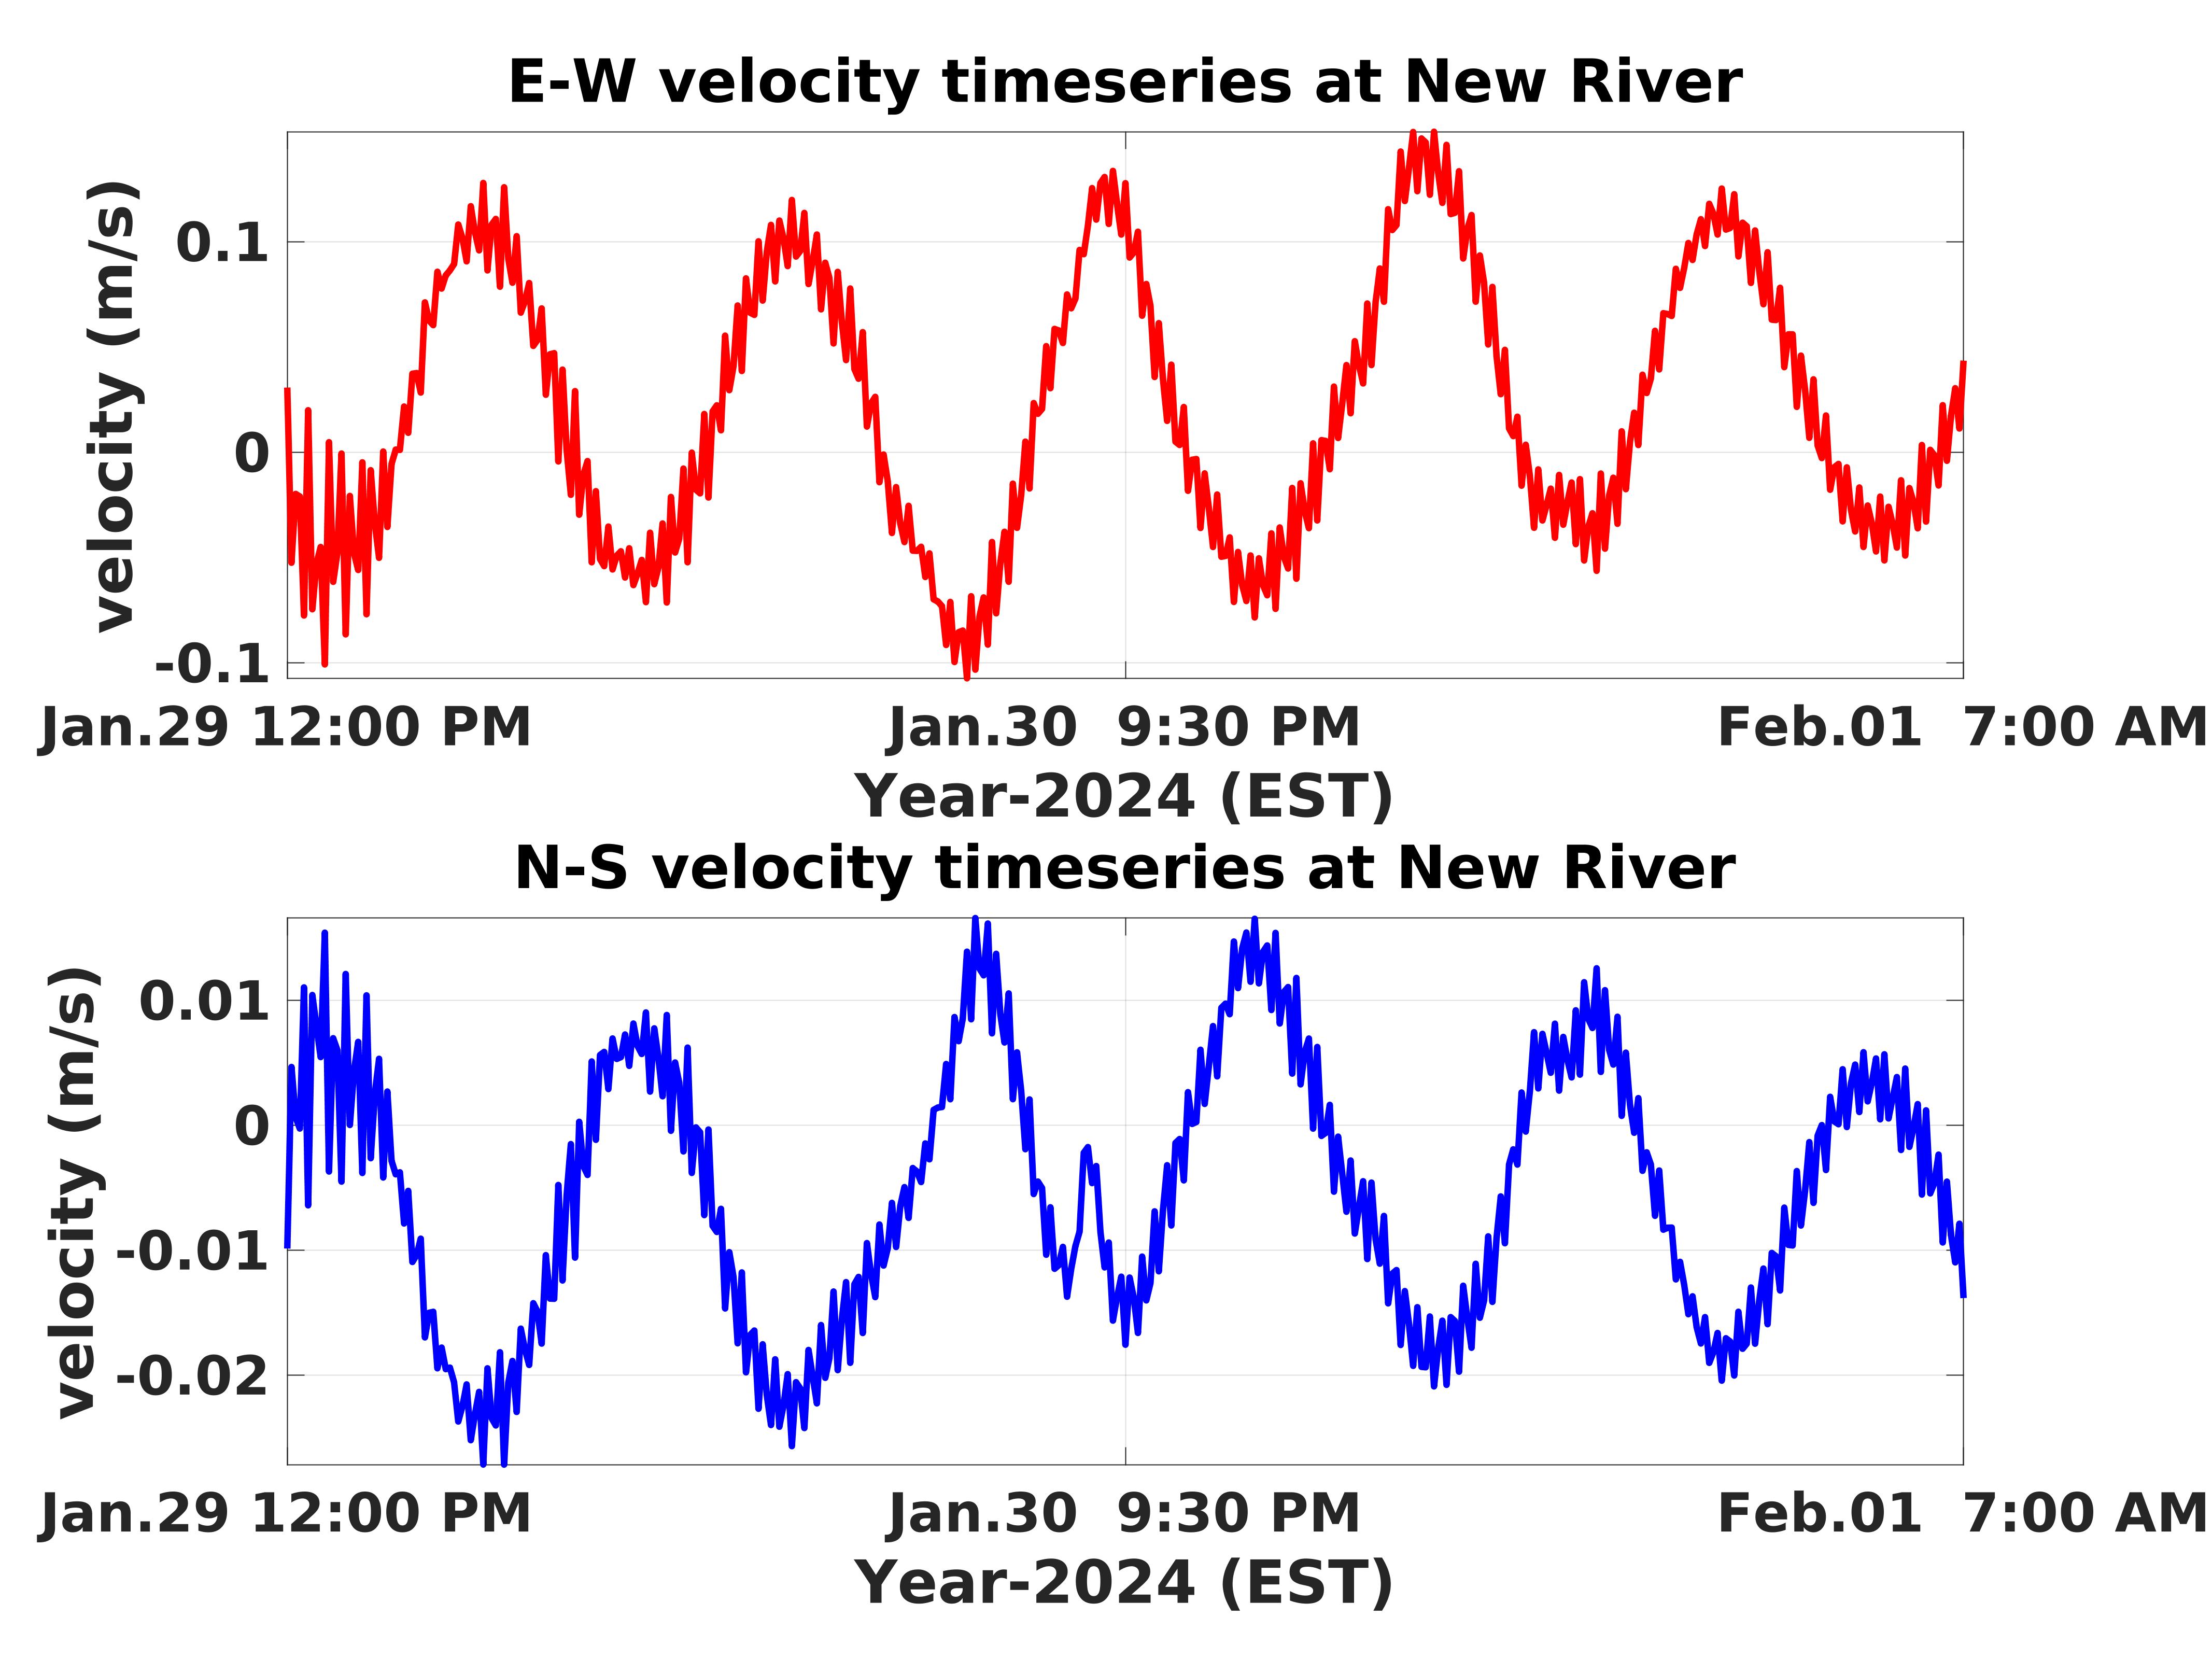 E-W velocity timeseries at New River
velocity (m/s)
0.1
0
-0.1
Jan.29 12:00 PM Jan.30 9:30 PM Feb.01 7:00 AM
Year-2024 (EST)
N-S velocity timeseries at New River
velocity (m/s)
0.01
0
-0.01
-0.02
Jan.29 12:00 PM Jan.30 9:30 PM Feb.01 7:00 AM
Year-2024 (EST)